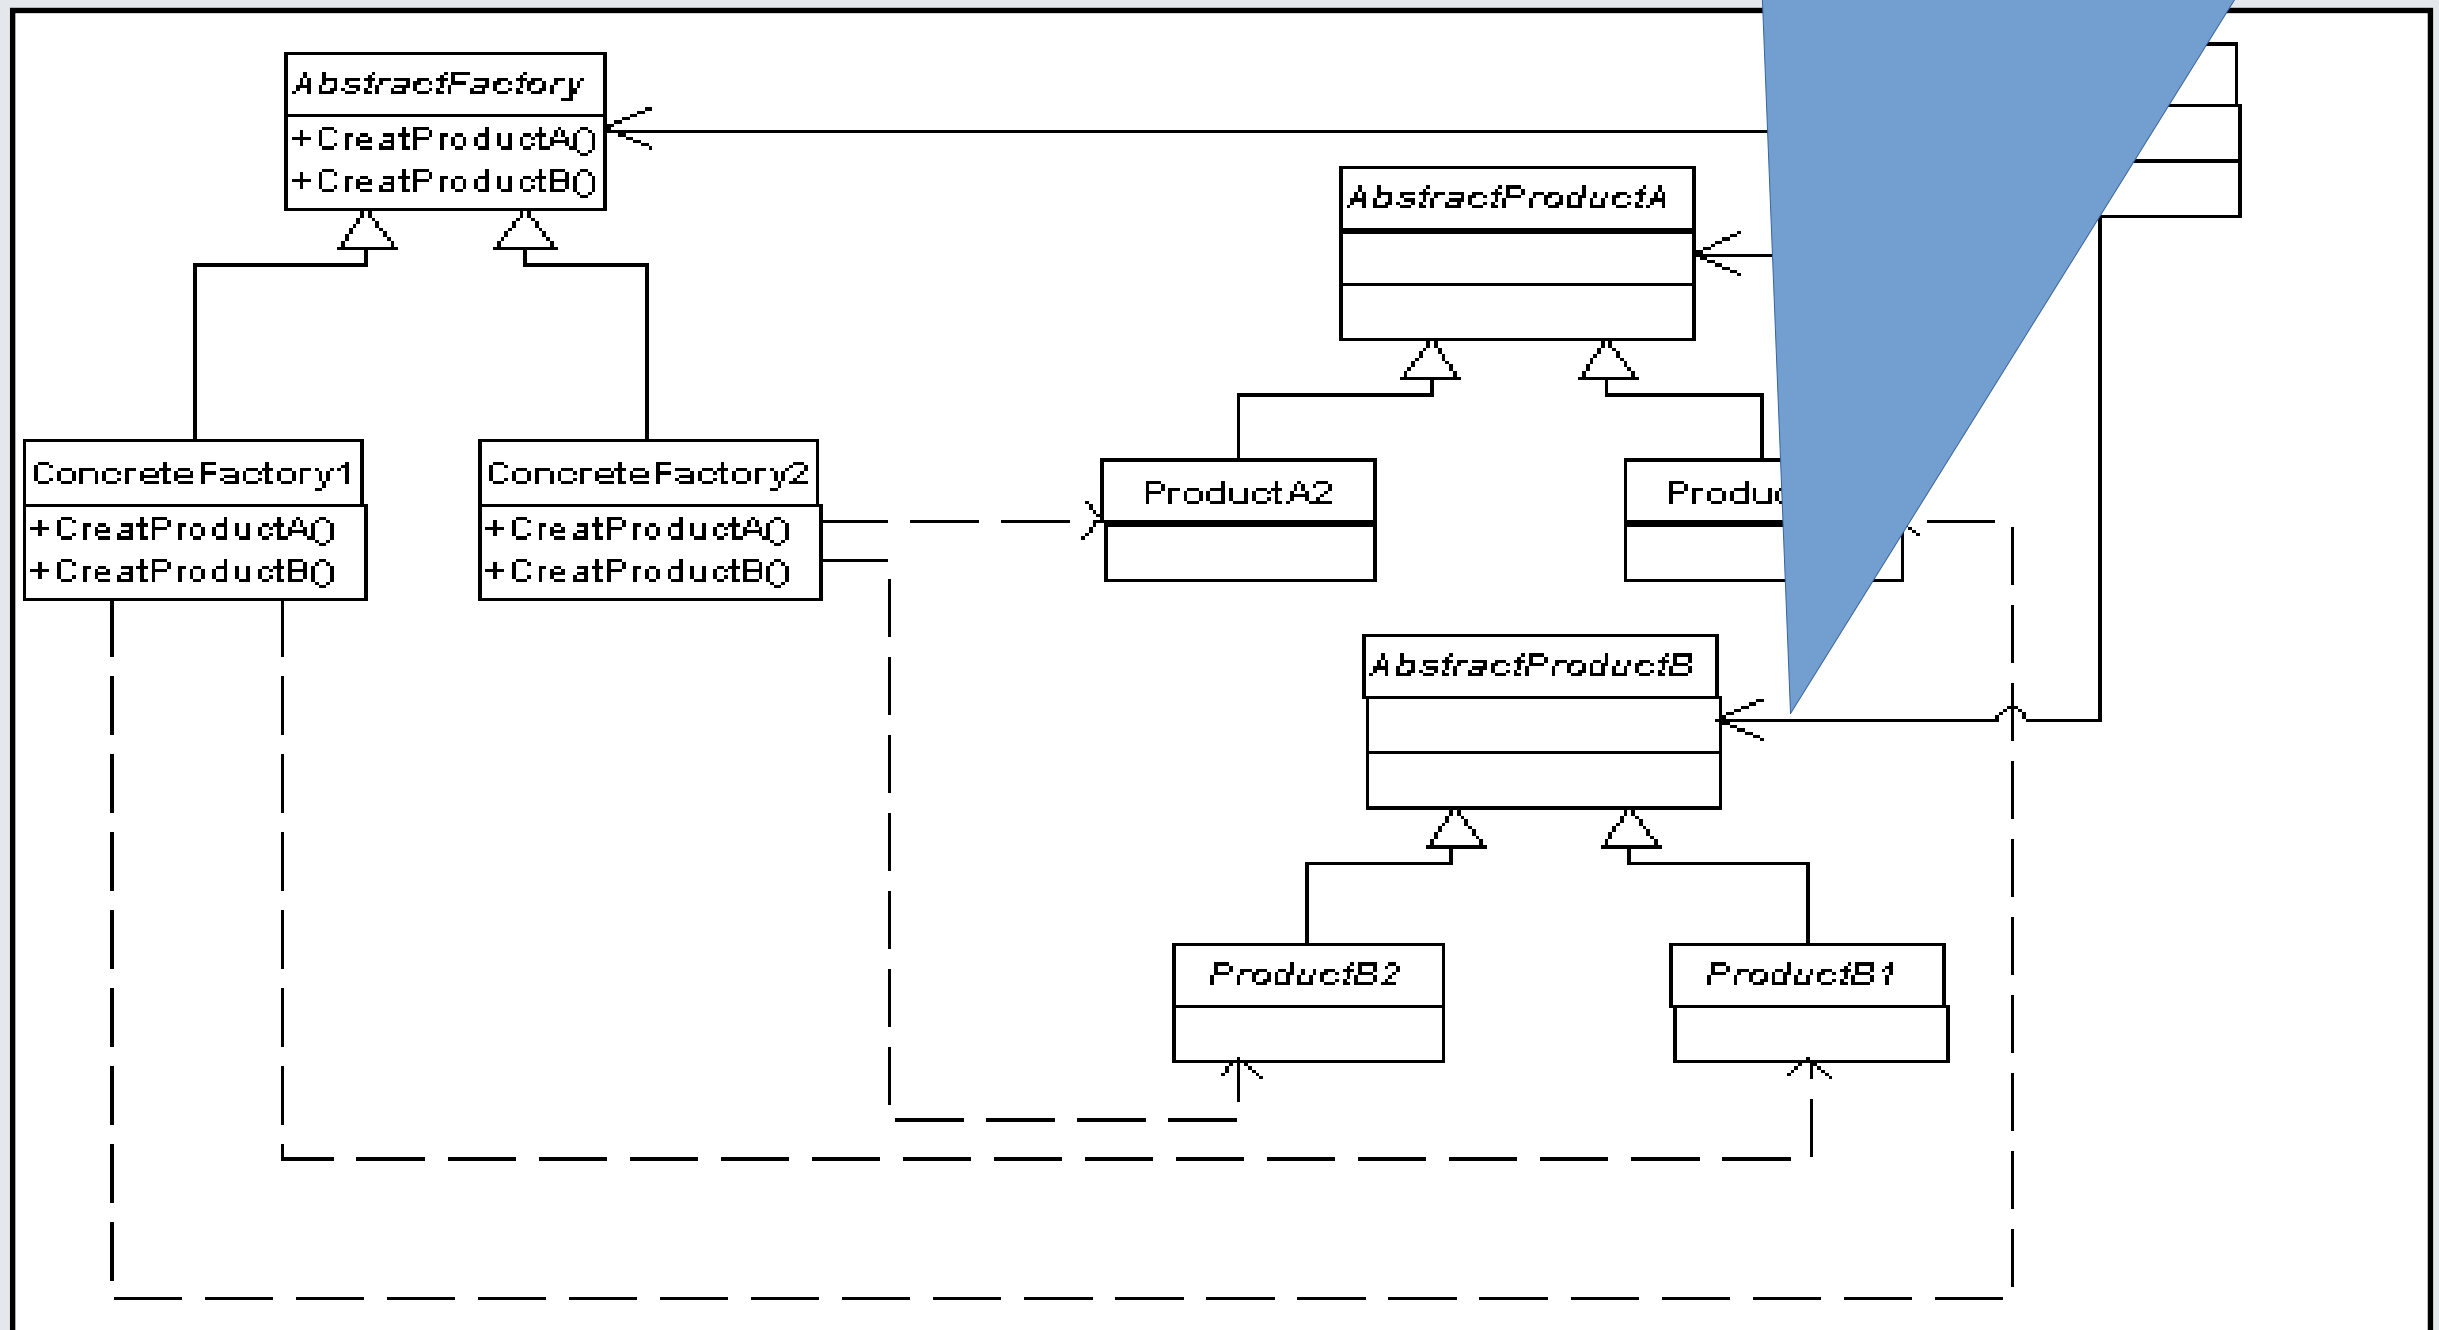 AbstractFactory
+CreatProductA()
+CreatProductB()
AbstractProductA
ConcreteFactory1
+CreatProductA()
+CreatProductB()
ConcreteFactory2
+CreatProductA()
+CreatProductB()
ProductA2
AbstractProductB
ProductB2
ProductB1